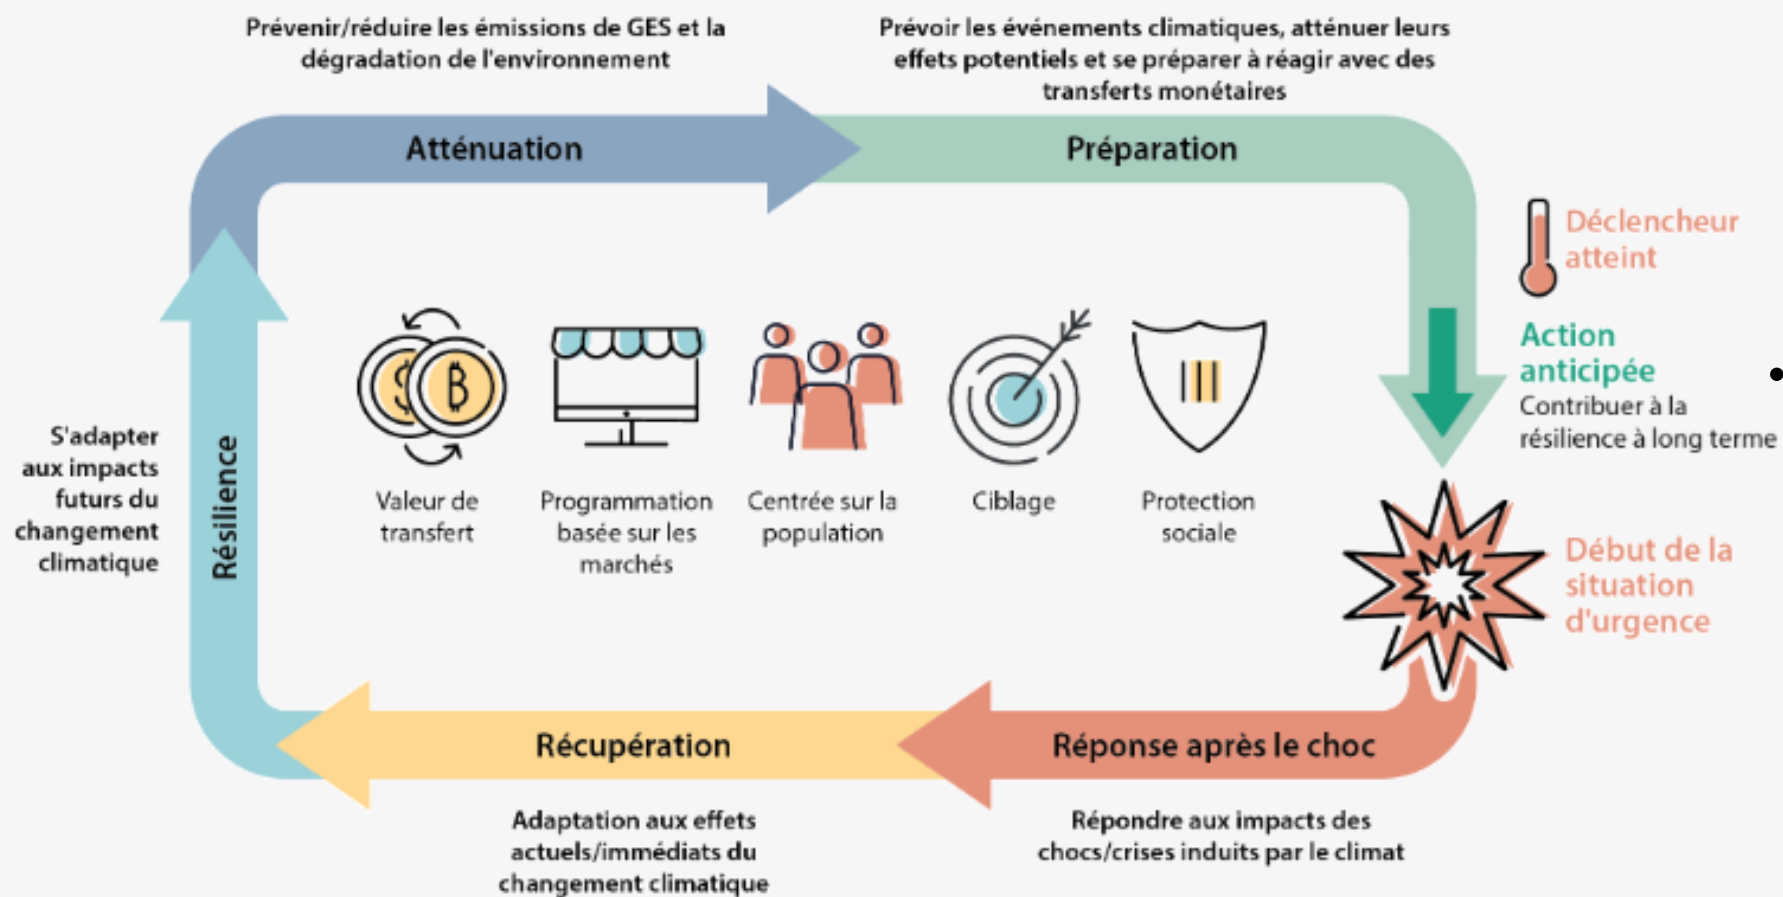 Prévenir/réduire les émissions de GES et la
dégradation de l'environnement
Prévoir les événements climatiques, atténuer leurs
effets potentiels et se préparer à réagir avec des
transferts monétaires
Atténuation
Préparation
Déclencheur
atteint
Action
anticipée
Contribuer à la
résilience à long terme
S'adapter
aux impacts
futurs du
changement
climatique
Résilience
$
B
Valeur de
transfert
Programmation
basée sur les
marchés
Centrée sur la
population
Ciblage
Protection
sociale
Début de la
situation
d'urgence
Récupération
Réponse après le choc
Adaptation aux effets
actuels/immédiats du
changement climatique
Répondre aux impacts des
chocs/crises induits par le climat